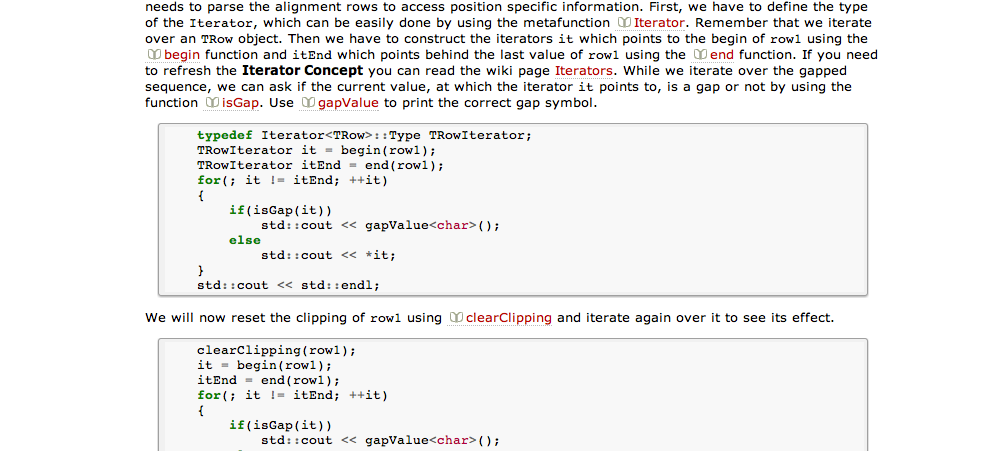 needs to parse the alignment rows to access position specific information. First, we have to define the type
of the Iterator, which can be easily done by using the metafunction Iterator. Remember that we iterate
over an TRow object. Then we have to construct the iterators it which points to the begin of row1 using the
begin function and itEnd which points behind the last value of row1 using the end function. If you need
to refresh the Iterator Concept you can read the wiki page Iterators. While we iterate over the gapped
sequence, we can ask if the current value, at which the iterator it points to, is a gap or not by using the
function isGap. Use gapValue to print the correct gap symbol.
typedef Iterator<TRow>::Type TRowIterator;
TRowIterator it = begin(row1);
TRowIterator itEnd = end(row1);
for(; it != itEnd; ++it)
{
    if(isGap(it))
        std::cout << gapValue<char>();
    else
        std::cout << *it;
}
std::cout << std::endl;
We will now reset the clipping of row1 using clearClipping and iterate again over it to see its effect.
clearClipping(row1);
it = begin(row1);
itEnd = end(row1);
for(; it != itEnd; ++it)
{
    if(isGap(it))
        std::cout << gapValue<char>();